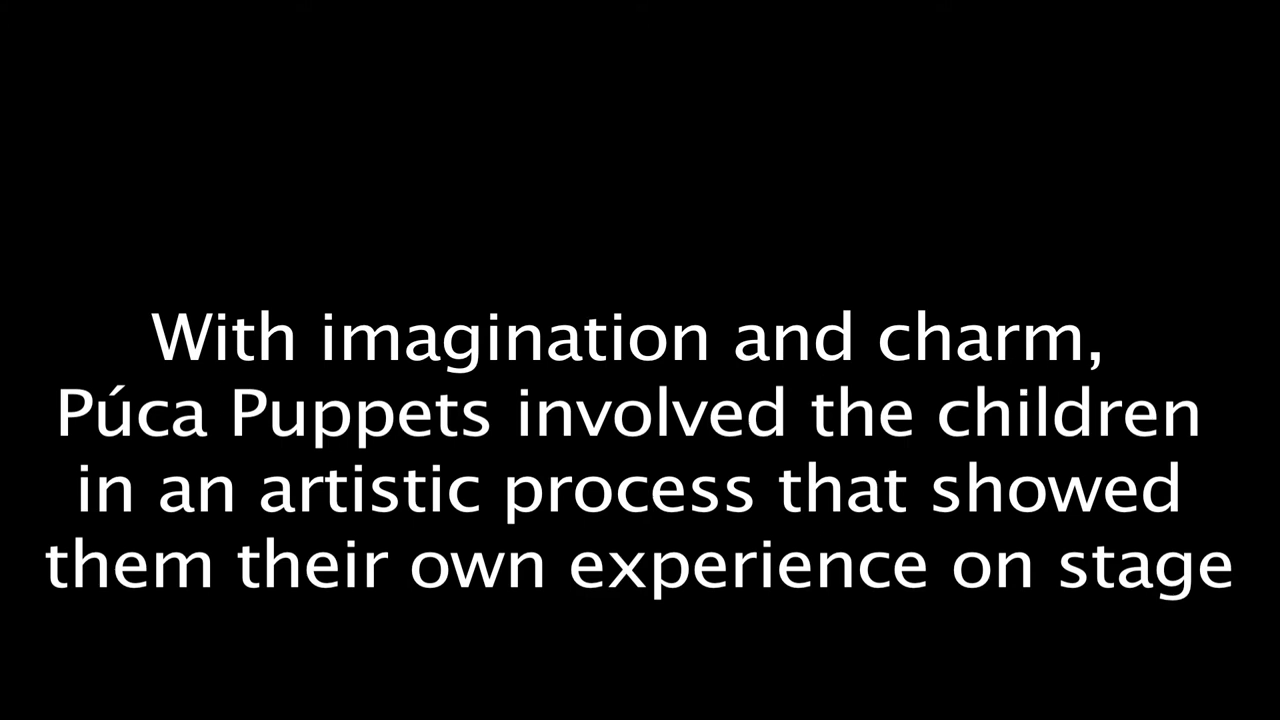 With imagination and charm,
Púca Puppets involved the children
in an artistic process that showed
them their own experience on stage